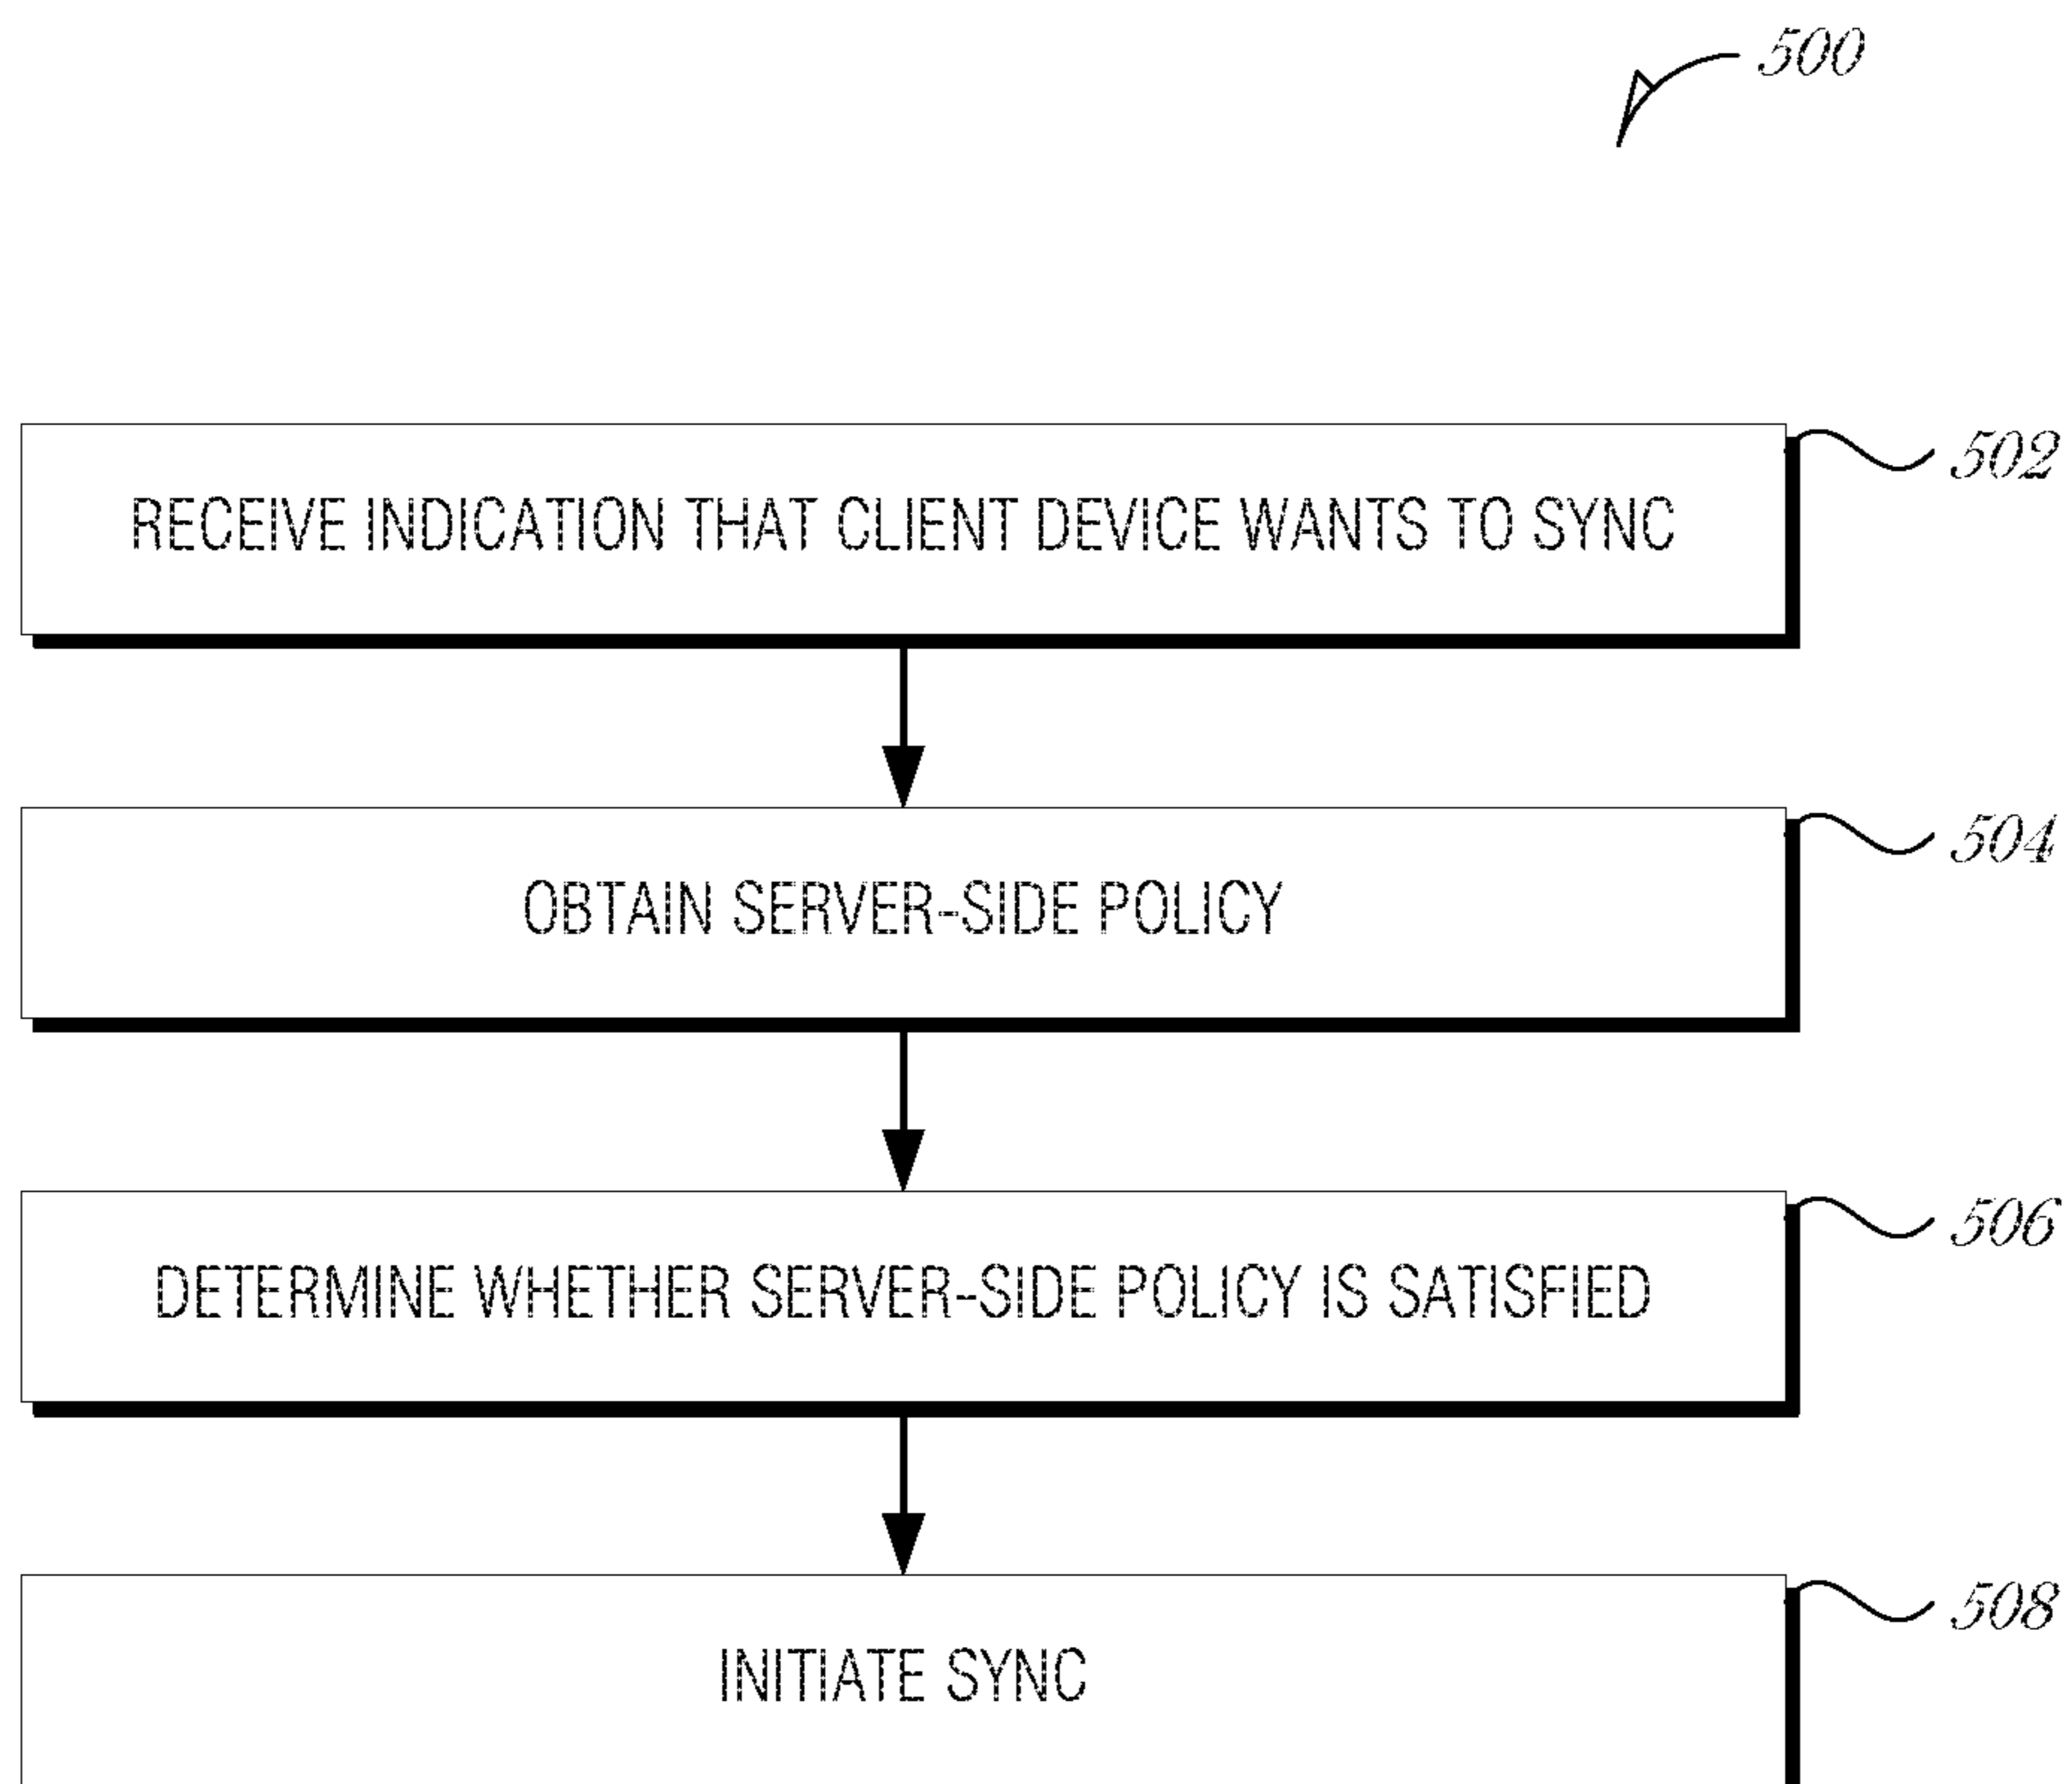 500
RECEIVE INDICATION THAT CLIENT DEVICE WANTS TO SYNC
502
OBTAIN SERVER-SIDE POLICY
504
DETERMINE WHETHER SERVER-SIDE POLICY IS SATISFIED
506
INITIATE SYNC
508